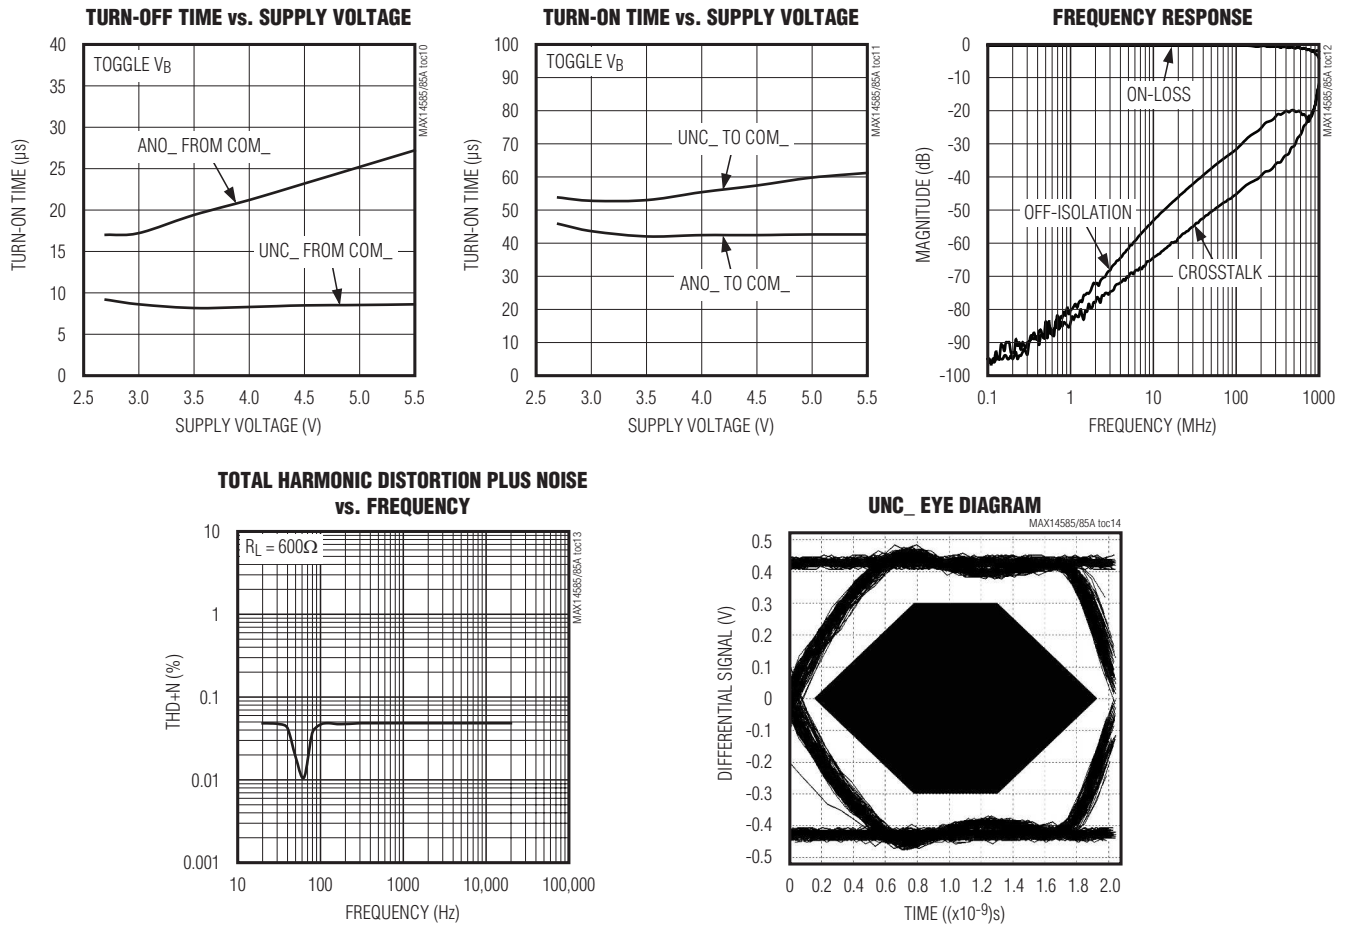 TURN-OFF TIME vs. SUPPLY VOLTAGE
MAX14585/85A toc10
TOGGLE VB
ANO_ FROM COM_
UNC_ FROM COM_
TURN-ON TIME (µs)
40
35
30
25
20
15
10
5
0
2.5 3.0 3.5 4.0 4.5 5.0 5.5
SUPPLY VOLTAGE (V)
TURN-ON TIME vs. SUPPLY VOLTAGE
MAX14585/85A toc11
TOGGLE VB
UNC_ TO COM_
ANO_ TO COM_
TURN-ON TIME (µs)
100
90
80
70
60
50
40
30
20
10
0
2.5 3.0 3.5 4.0 4.5 5.0 5.5
SUPPLY VOLTAGE (V)
FREQUENCY RESPONSE
MAX14585/85A toc12
ON-LOSS
OFF-ISOLATION
CROSSTALK
MAGNITUDE (dB)
0
-10
-20
-30
-40
-50
-60
-70
-80
-90
-100
0.1 1 10 100 1000
FREQUENCY (MHz)
TOTAL HARMONIC DISTORTION PLUS NOISE
vs. FREQUENCY
MAX14585/85A toc13
RL = 600Ω
THD+N (%)
10
1
0.1
0.01
0.001
10 100 1000 10,000 100,000
FREQUENCY (Hz)
UNC_ EYE DIAGRAM
MAX14585/85A toc14
DIFFERENTIAL SIGNAL (V)
0.5
0.4
0.3
0.2
0.1
0
-0.1
-0.2
-0.3
-0.4
-0.5
0 0.2 0.4 0.6 0.8 1.0 1.2 1.4 1.6 1.8 2.0
TIME ((x10-9)s)